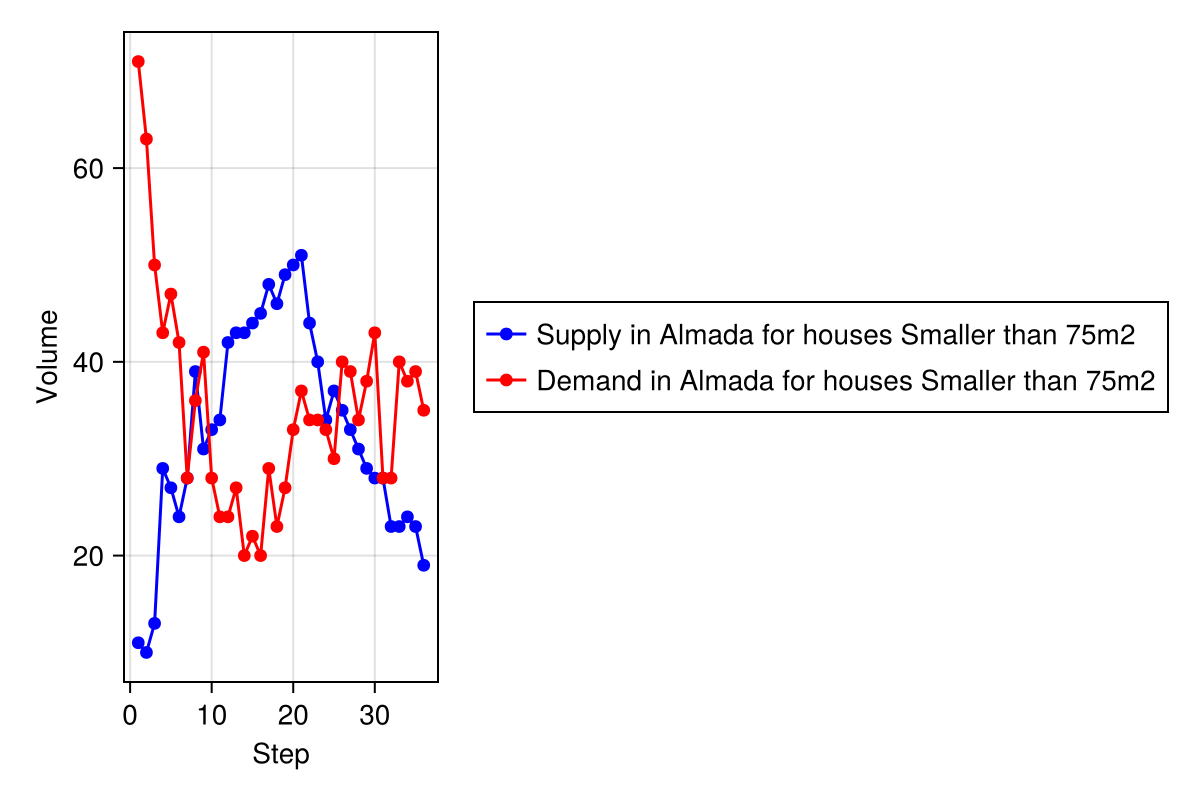 Volume
60
40
20
0 10 20 30
Step
Supply in Almada for houses Smaller than 75m2
Demand in Almada for houses Smaller than 75m2